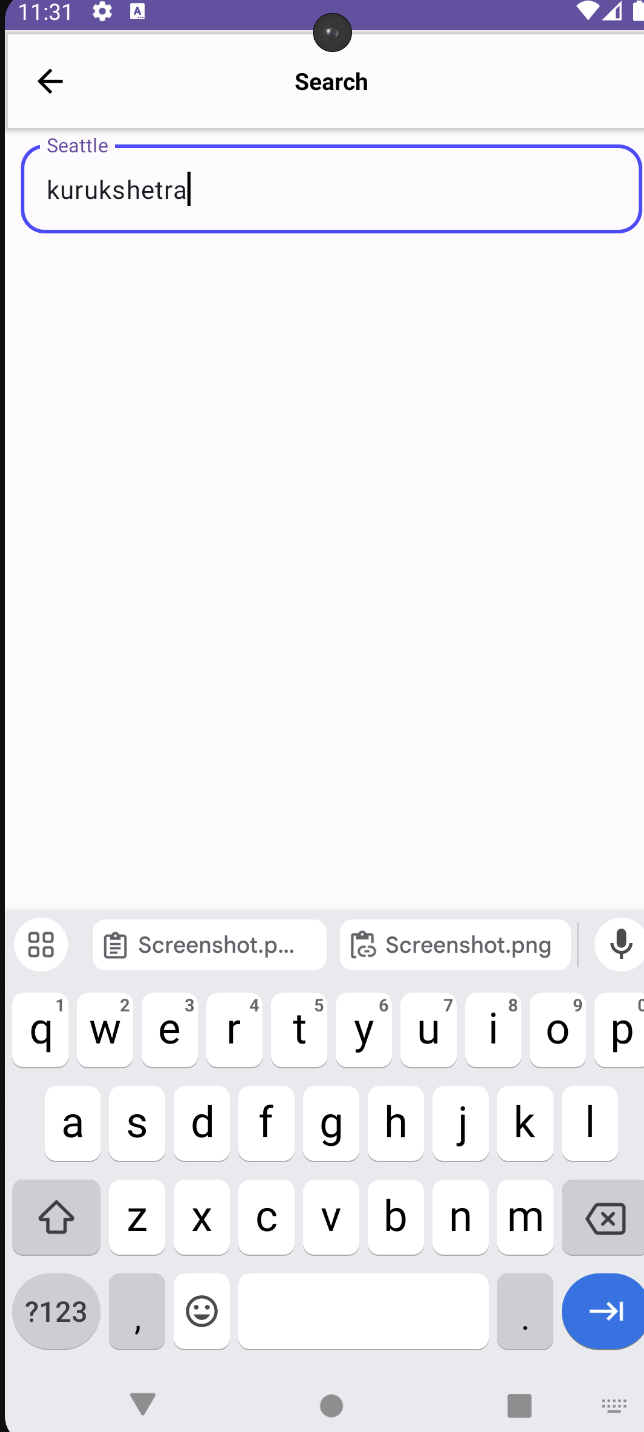 11:31 A
Search
Seattle
kurukshetra
Screenshot.p... Screenshot.png
q 1 w 2 e 3 r 4 t 5 y 6 u 7 i 8 o 9 p 0
a s d f g h j k l
z x c v b n m
?123 , .